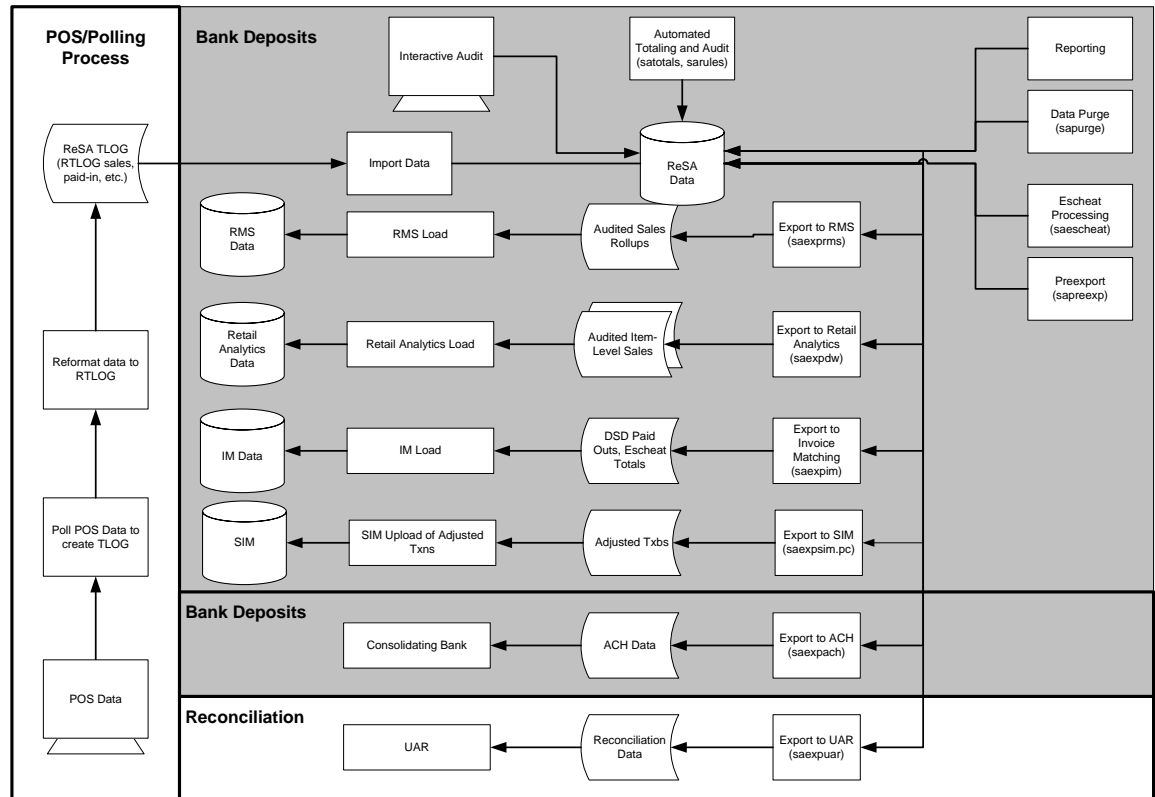 POS/Polling
Process
Bank Deposits
Interactive Audit
Automated
Totaling and Audit
(satotals, sarules)
Reporting
Data Purge
(sapurge)
ReSA TLOG
(RTLOG sales,
paid-in, etc.)
Import Data
ReSA
Data
Escheat
Processing
(saescheat)
RMS
Data
RMS Load
Audited Sales
Rollups
Export to RMS
(saexprms)
Preexport
(sapreexp)
Reformat data to
RTLOG
Retail
Analytics
Data
Retail Analytics Load
Audited Item-
Level Sales
Export to Retail
Analytics
(saexpdw)
IM Data
IM Load
DSD Paid
Outs, Escheat
Totals
Export to
Invoice
Matching
(saexpim)
Poll POS Data to
create TLOG
SIM
SIM Upload of Adjusted
Txns
Adjusted Txbs
Export to SIM
(saexpsim.pc)
Bank Deposits
Consolidating Bank
ACH Data
Export to ACH
(saexpach)
POS Data
Reconciliation
UAR
Reconciliation
Data
Export to UAR
(saexpuar)